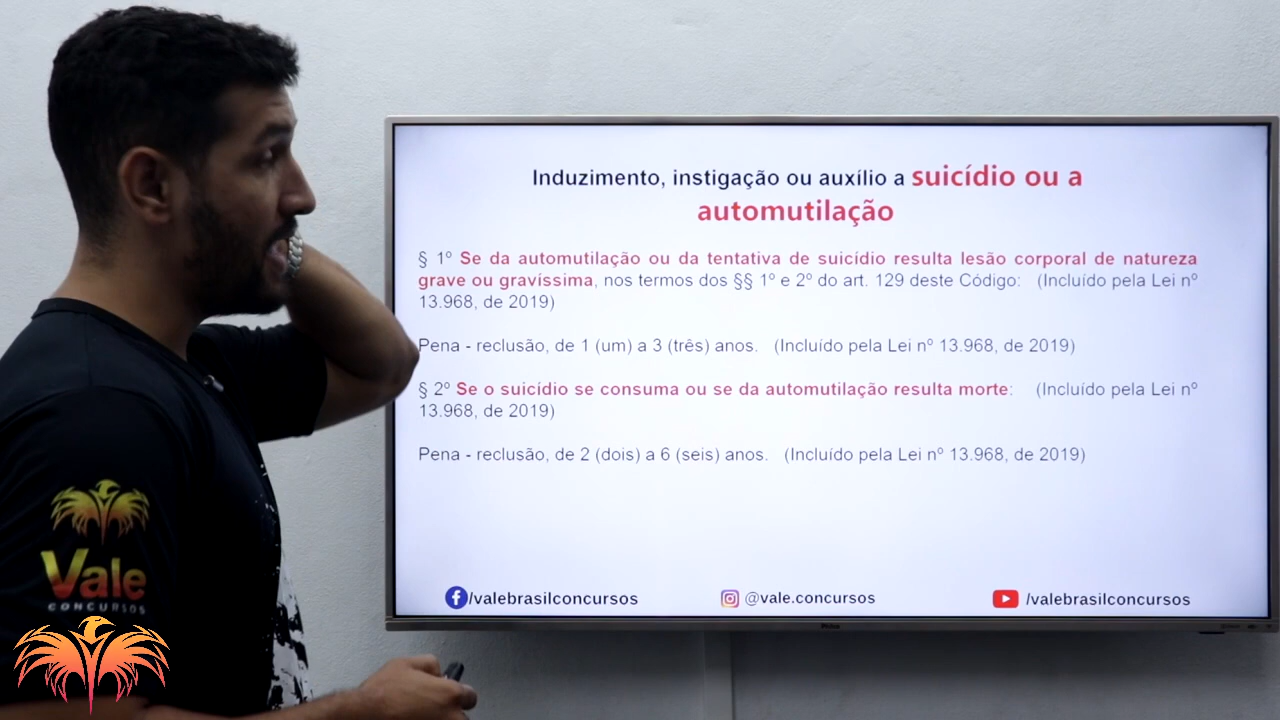 Induzimento, instigação ou auxílio a suicídio ou a
automutilação
§ 1º Se da automutilação ou da tentativa de suicídio resulta lesão corporal de natureza
grave ou gravíssima, nos termos dos §§ 1º e 2º do art. 129 deste Código: (Incluído pela Lei nº
13.968, de 2019)
Pena - reclusão, de 1 (um) a 3 (três) anos. (Incluído pela Lei nº 13.968, de 2019)
§ 2º Se o suicídio se consuma ou se da automutilação resulta morte: (Incluído pela Lei nº
13.968, de 2019)
Pena - reclusão, de 2 (dois) a 6 (seis) anos. (Incluído pela Lei nº 13.968, de 2019)
/valebrasilconcursos
@vale.concursos
/valebrasilconcursos
Philco
Vale
CONCURSOS